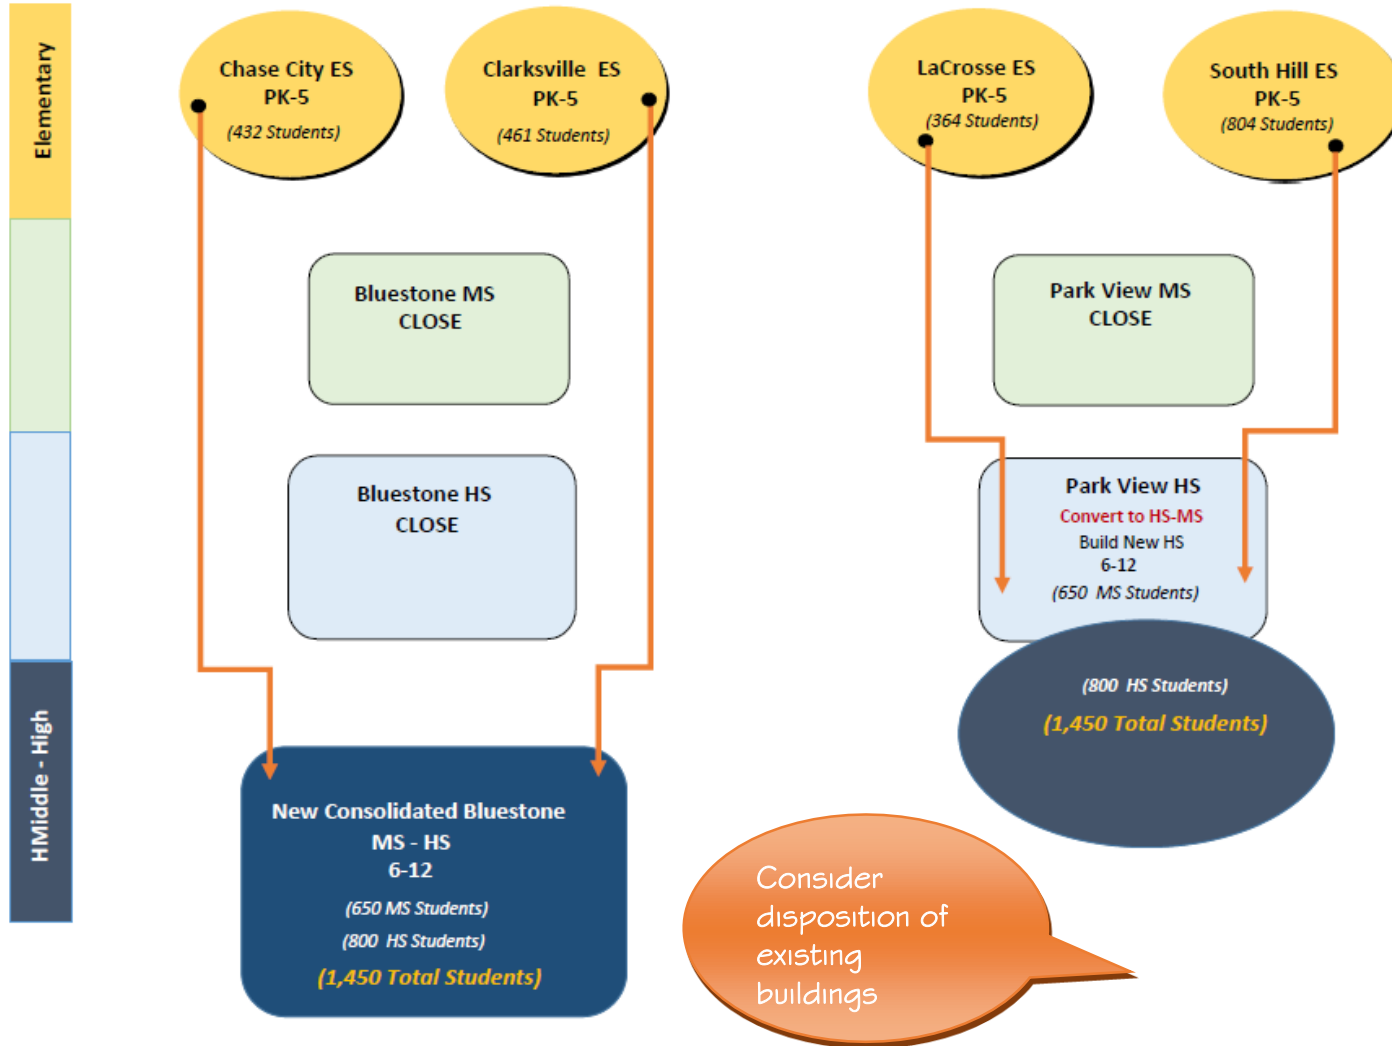 Elementary
HMiddle - High
Chase City ES
PK-5
(432 Students)
Clarksville ES
PK-5
(461 Students)
LaCrosse ES
PK-5
(364 Students)
South Hill ES
PK-5
(804 Students)
Bluestone MS
CLOSE
Park View MS
CLOSE
Bluestone HS
CLOSE
Park View HS
Convert to HS-MS
Build New HS
6-12
(650 MS Students)
(800 HS Students)
(1,450 Total Students)
New Consolidated Bluestone
MS - HS
6-12
(650 MS Students)
(800 HS Students)
(1,450 Total Students)
Consider
disposition of
existing
buildings